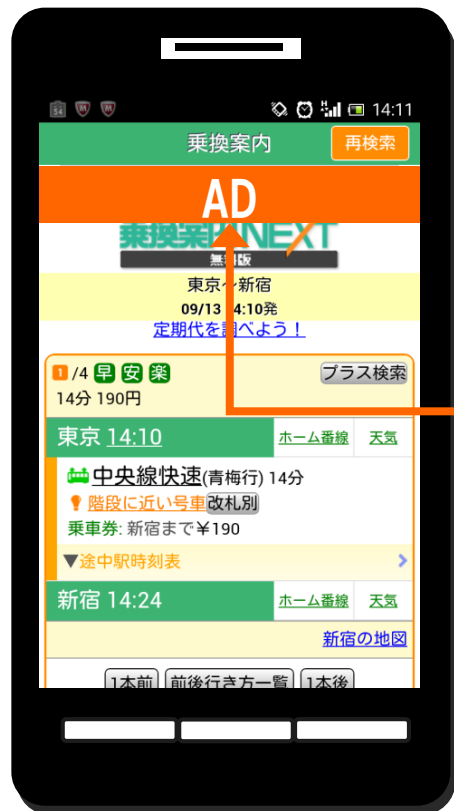 54 14:11
乗換案内 再検索
AD
乗換案内NEXT
無料版
東京〜新宿
09/13 14:10発
定期代を調べよう!
1 /4 早 安 楽 プラス検索
14分 190円
東京 14:10 ホーム番線 天気
中央線快速(青梅行) 14分
階段に近い号車 改札別
乗車券: 新宿まで¥190
▼途中駅時刻表 >
新宿 14:24 ホーム番線 天気
新宿の地図
1本前 前後行き方一覧 1本後